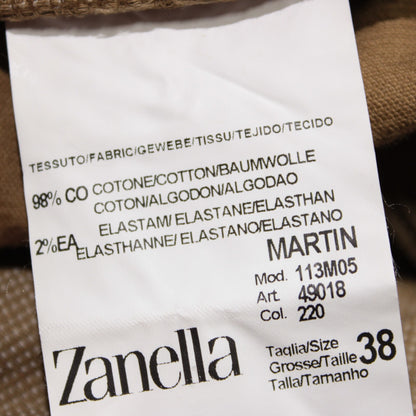 TESSUTO/FABRIC/GEWEBE/TISSU/TEJIDO/TECIDO
98% CO COTONE/COTTON/BAUMWOLLE
COTON/ALGODON/ALGODAO
2%EA ELASTAM/ ELASTANE/ELASTHAN
ELASTHANNE/ ELASTANO/ELASTANO
MARTIN
Mod. 113M05
Art. 49018
Col. 220
Zanella
Taglia/Size
Grosse/Taille 38
Talla/Tamanho